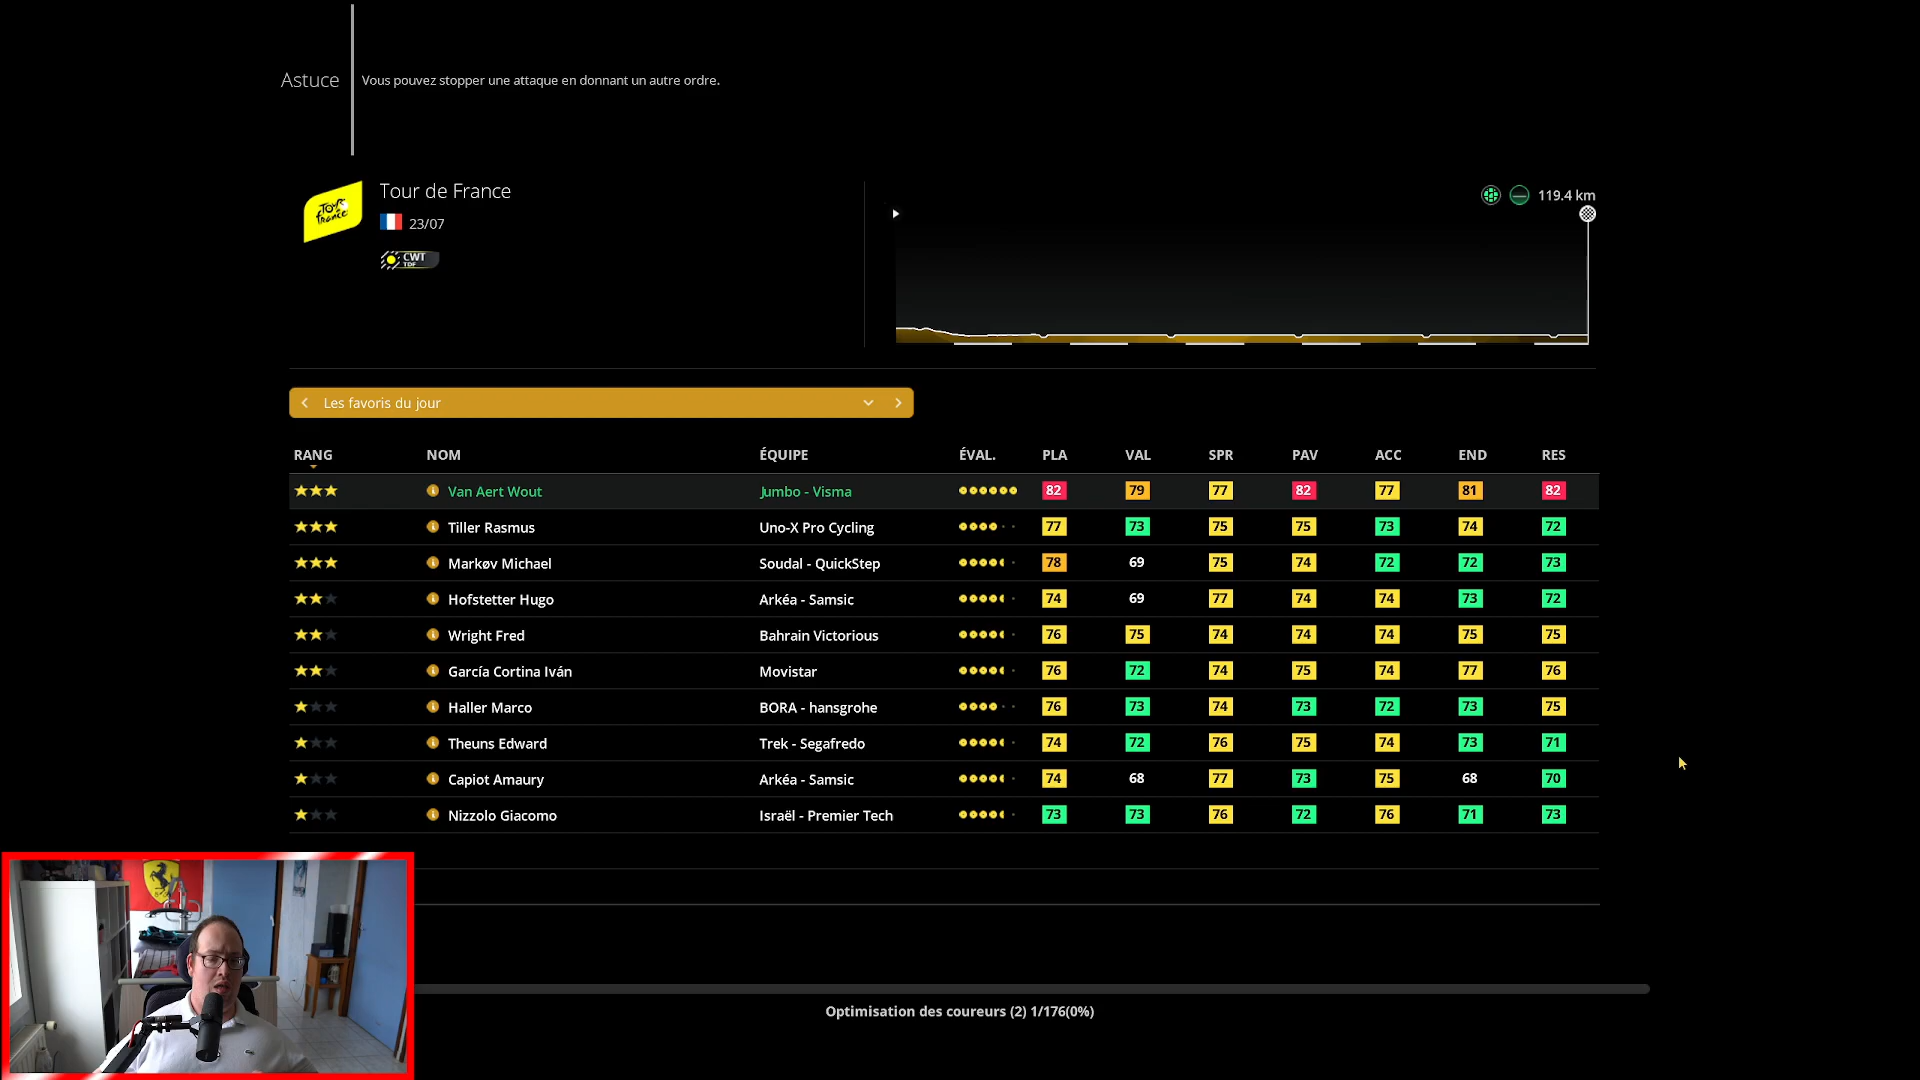 Astuce
Vous pouvez stopper une attaque en donnant un autre ordre.
Tour de France
23/07
CWT
TDF
119.4 km
Les favoris du jour
RANG NOM ÉQUIPE ÉVAL. PLA VAL SPR PAV ACC END RES
Van Aert Wout Jumbo - Visma 82 79 77 82 77 81 82
Tiller Rasmus Uno-X Pro Cycling 77 73 75 75 73 74 72
Markøv Michael Soudal - QuickStep 78 69 75 74 72 72 73
Hofstetter Hugo Arkéa - Samsic 74 69 77 74 74 73 72
Wright Fred Bahrain Victorious 76 75 74 74 74 75 75
García Cortina Iván Movistar 76 72 74 75 74 77 76
Haller Marco BORA - hansgrohe 76 73 74 73 72 73 75
Theuns Edward Trek - Segafredo 74 72 76 75 74 73 71
Capiot Amaury Arkéa - Samsic 74 68 77 73 75 68 70
Nizzolo Giacomo Israël - Premier Tech 73 73 76 72 76 71 73
Optimisation des coureurs (2) 1/176(0%)